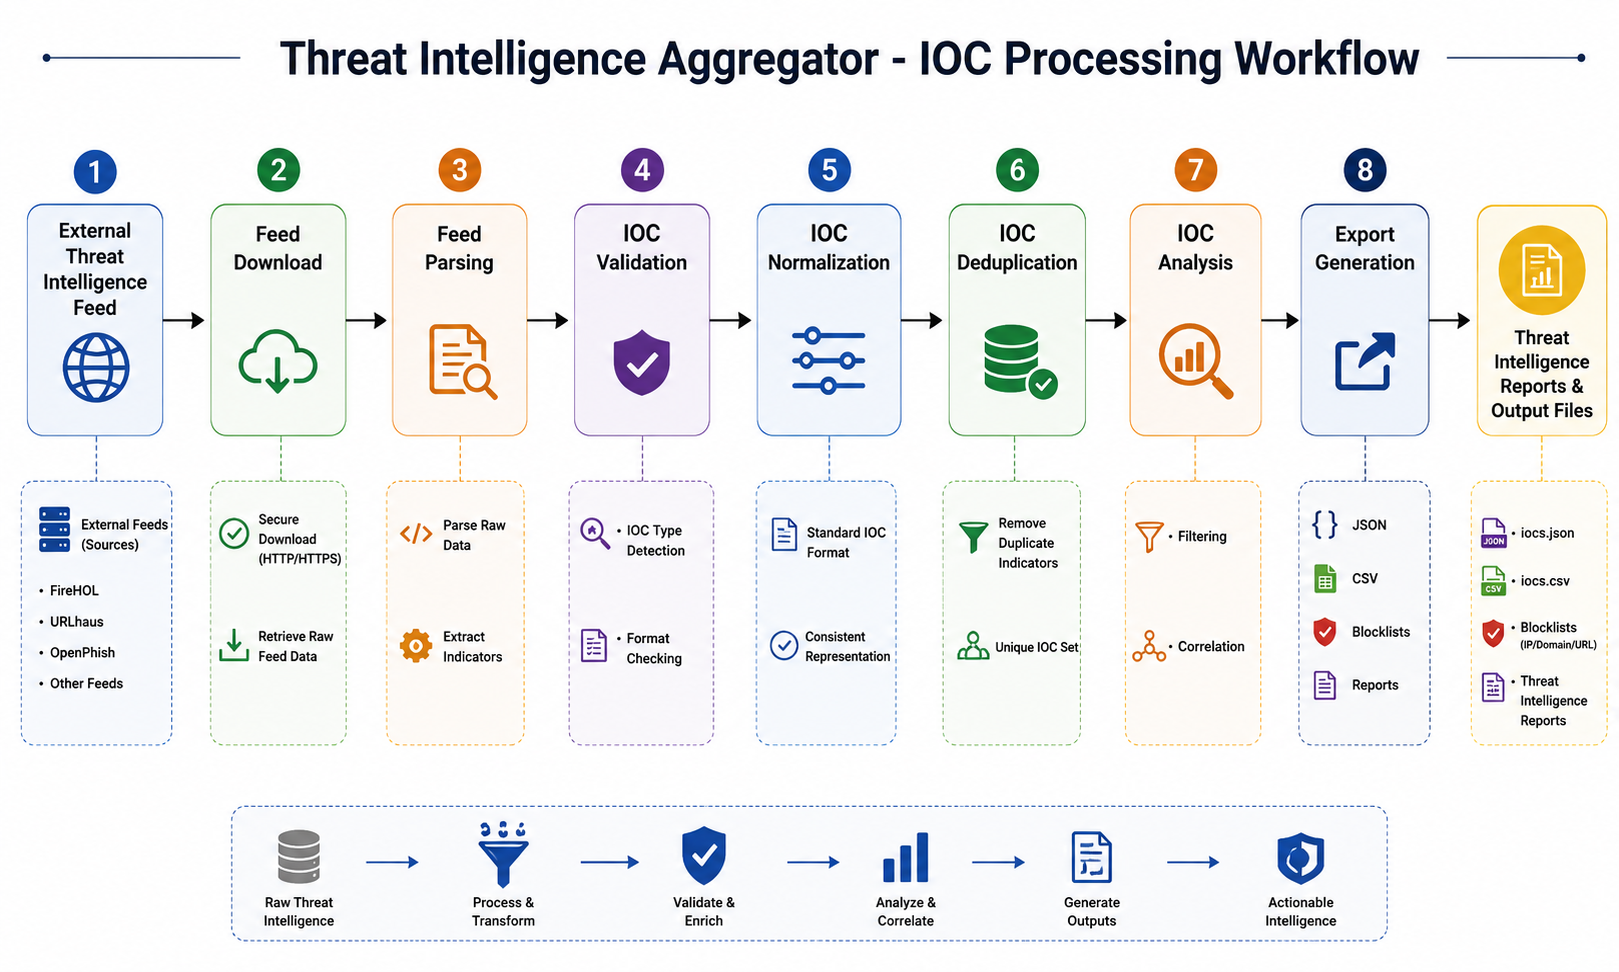 Threat Intelligence Aggregator - IOC Processing Workflow
1
2
3
4
5
6
7
8
External
Threat
Intelligence
Feed
Feed
Download
Feed
Parsing
IOC
Validation
IOC
Normalization
IOC
Deduplication
IOC
Analysis
Export
Generation
Threat
Intelligence
Reports &
Output Files
External Feeds
(Sources)
• FireHOL
• URLhaus
• OpenPhish
• Other Feeds
Secure
Download
(HTTP/HTTPS)
Retrieve Raw
Feed Data
</>
Parse Raw
Data
Extract
Indicators
• IOC Type
Detection
• Format
Checking
Standard IOC
Format
Consistent
Representation
Remove
Duplicate
Indicators
Unique IOC Set
• Filtering
• Correlation
{ }
JSON
CSV
Blocklists
Reports
JSON
• iocs.json
CSV
• iocs.csv
• Blocklists
(IP/Domain/URL)
• Threat
Intelligence
Reports
Raw Threat
Intelligence
Process &
Transform
Validate &
Enrich
Analyze &
Correlate
Generate
Outputs
Actionable
Intelligence